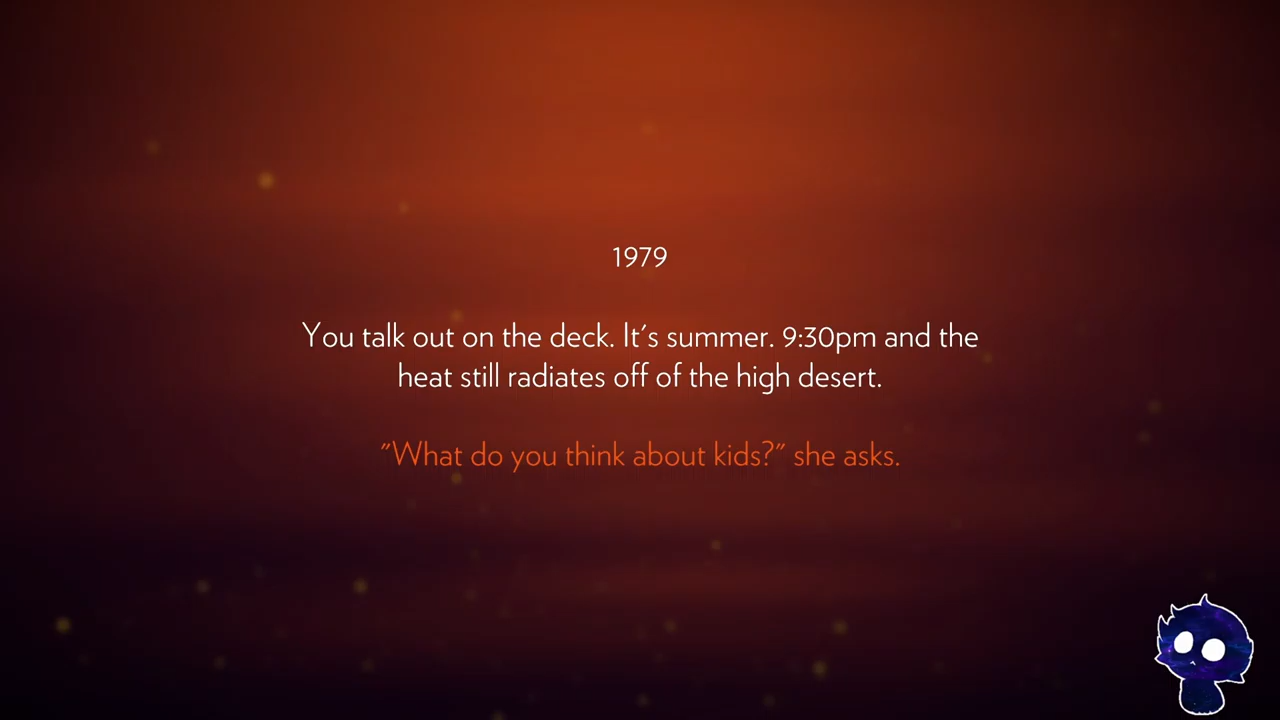 1979
You talk out on the deck. It's summer. 9:30pm and the
heat still radiates off of the high desert.
"What do you think about kids?" she asks.